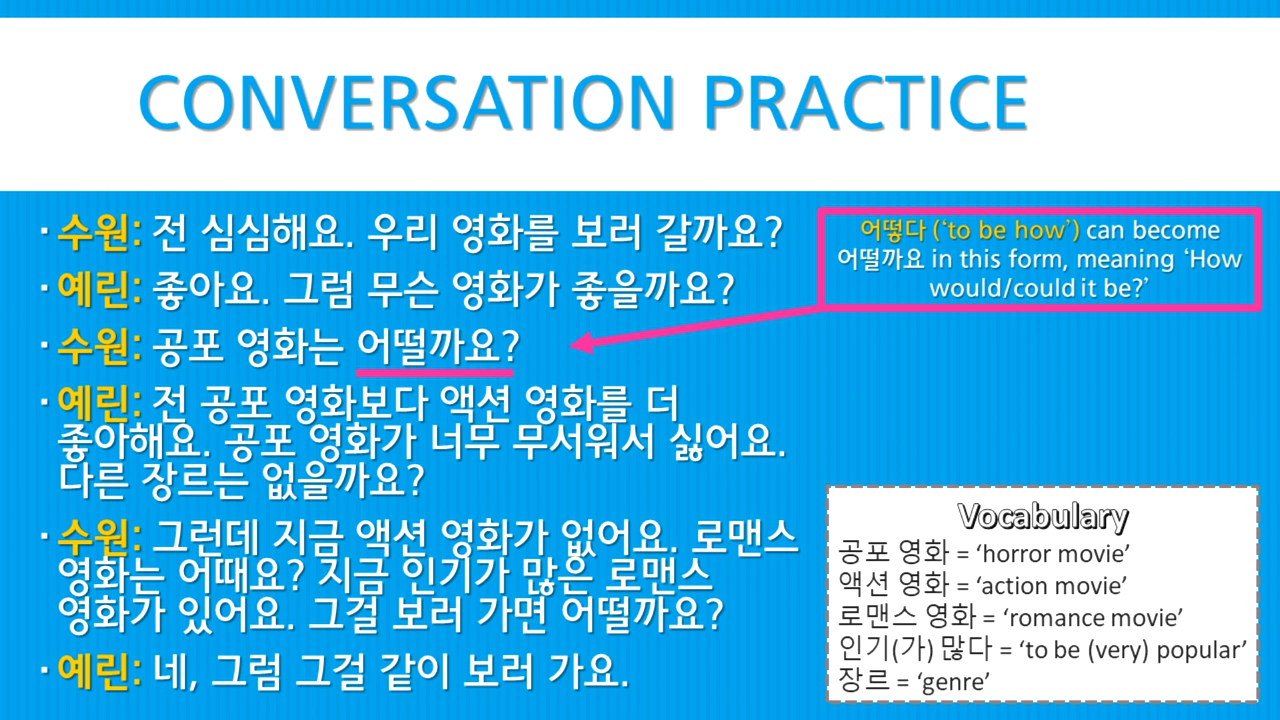 CONVERSATION PRACTICE
· 수원: 전 심심해요. 우리 영화를 보러 갈까요?
· 예린: 좋아요. 그럼 무슨 영화가 좋을까요?
· 수원: 공포 영화는 어떨까요?
· 예린: 전 공포 영화보다 액션 영화를 더
좋아해요. 공포 영화가 너무 무서워서 싫어요.
다른 장르는 없을까요?
· 수원: 그런데 지금 액션 영화가 없어요. 로맨스
영화는 어때요? 지금 인기가 많은 로맨스
영화가 있어요. 그걸 보러 가면 어떨까요?
· 예린: 네, 그럼 그걸 같이 보러 가요.
어떻다 (‘to be how’) can become
어떨까요 in this form, meaning ‘How
would/could it be?’
Vocabulary
공포 영화 = ‘horror movie’
액션 영화 = ‘action movie’
로맨스 영화 = ‘romance movie’
인기(가) 많다 = ‘to be (very) popular’
장르 = ‘genre’